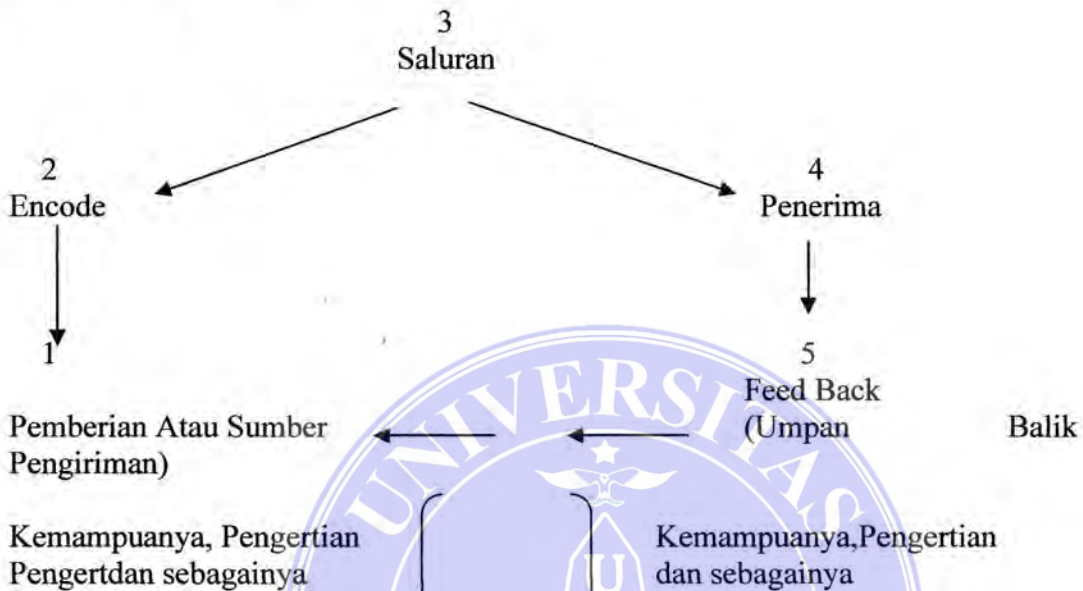 3
Saluran
2
Encode
4
Penerima
1
Pemberian Atau Sumber
Pengiriman)
5
Feed Back
(Umpan Balik
Kemampuanya, Pengertian
Pengertdan sebagainya
Kemampuanya,Pengertian
dan sebagainya
UNIVERSITAS
U